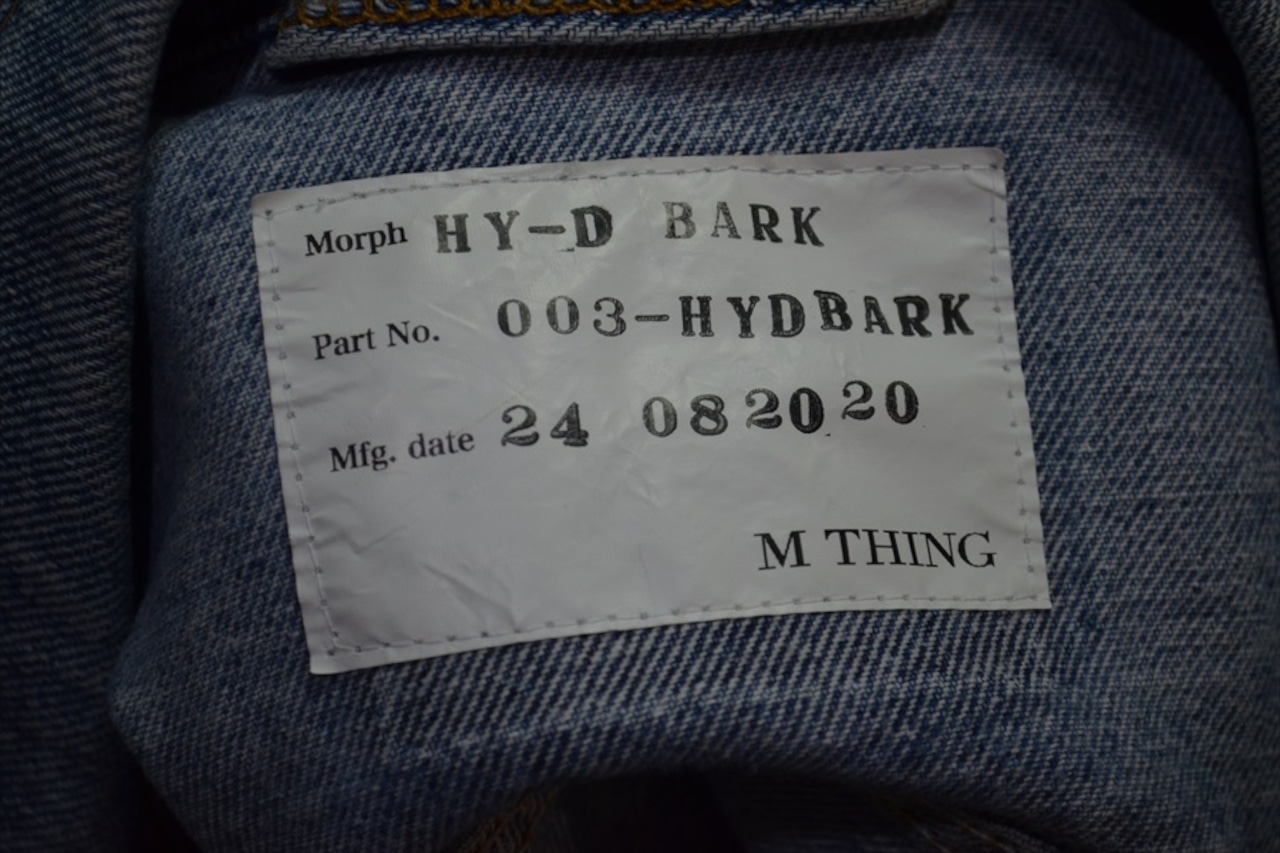 Morph HY-D BARK
Part No. 003-HYDBARK
Mfg. date 24 082020
M THING